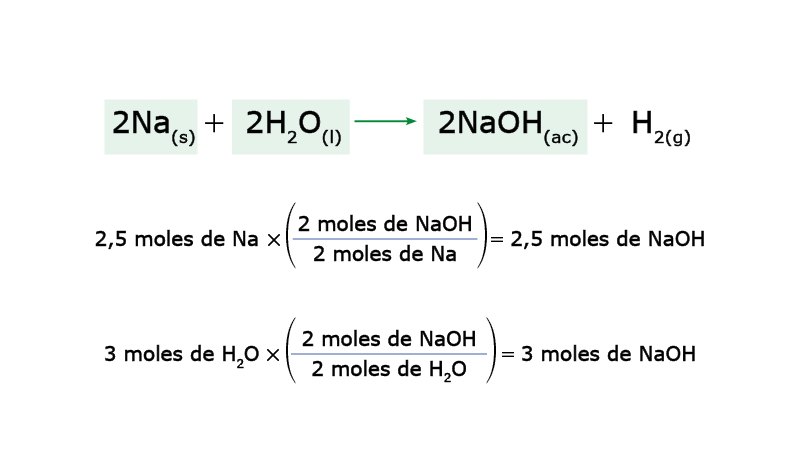 2Na(s) + 2H₂O(l) ⟶ 2NaOH(ac) + H₂(g)
2,5 moles de Na × (2 moles de NaOH / 2 moles de Na) = 2,5 moles de NaOH
3 moles de H₂O × (2 moles de NaOH / 2 moles de H₂O) = 3 moles de NaOH